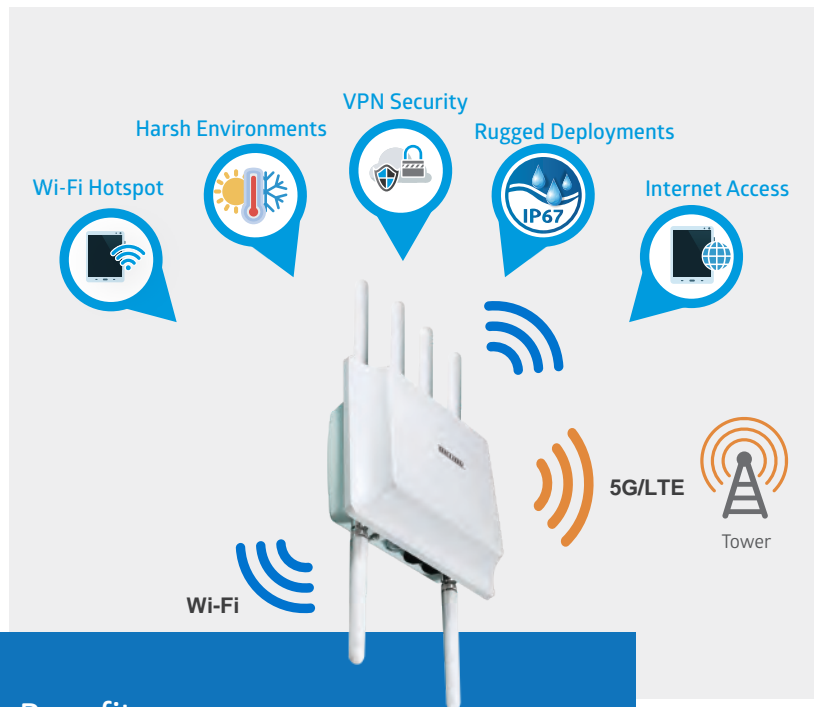 VPN Security
Harsh Environments
Rugged Deployments
Wi-Fi Hotspot
Internet Access
IP67
5G/LTE
Tower
Wi-Fi